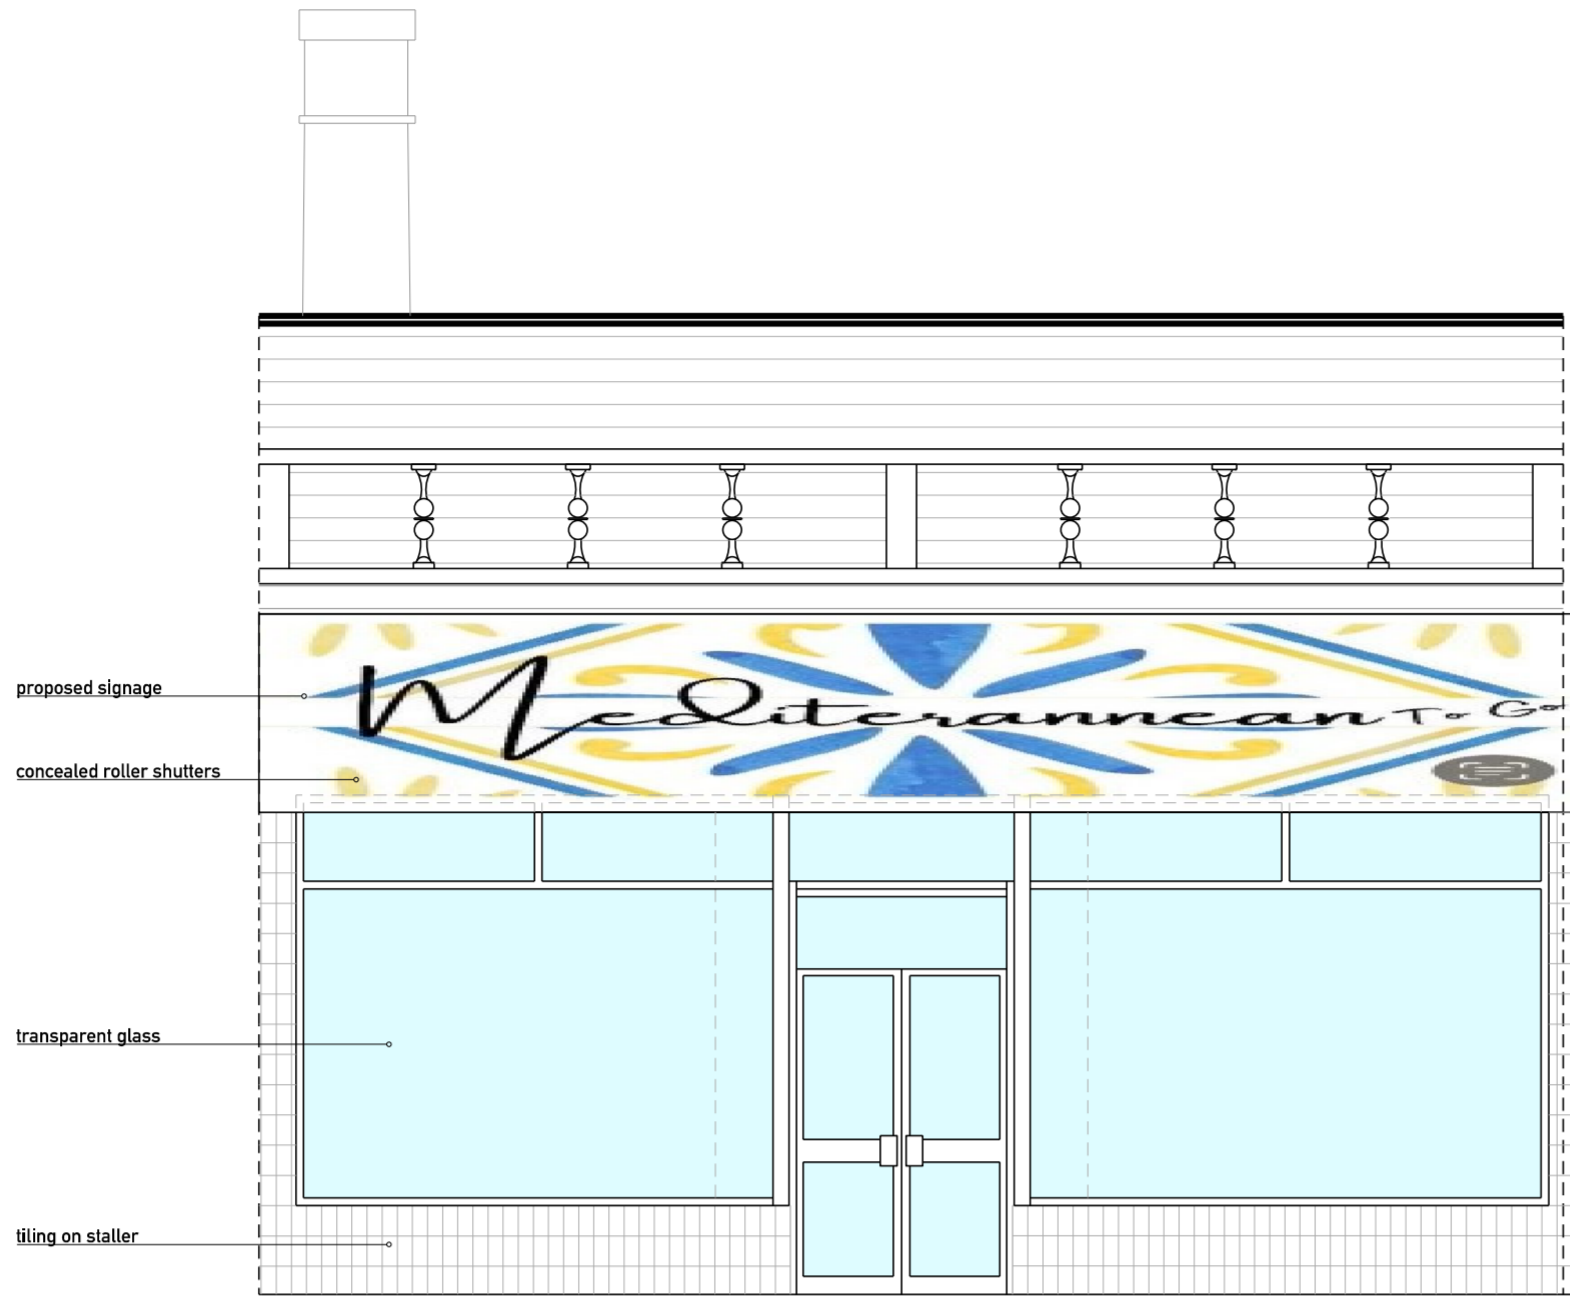 proposed signage
Mediterannean To Go
concealed roller shutters
transparent glass
tiling on staller